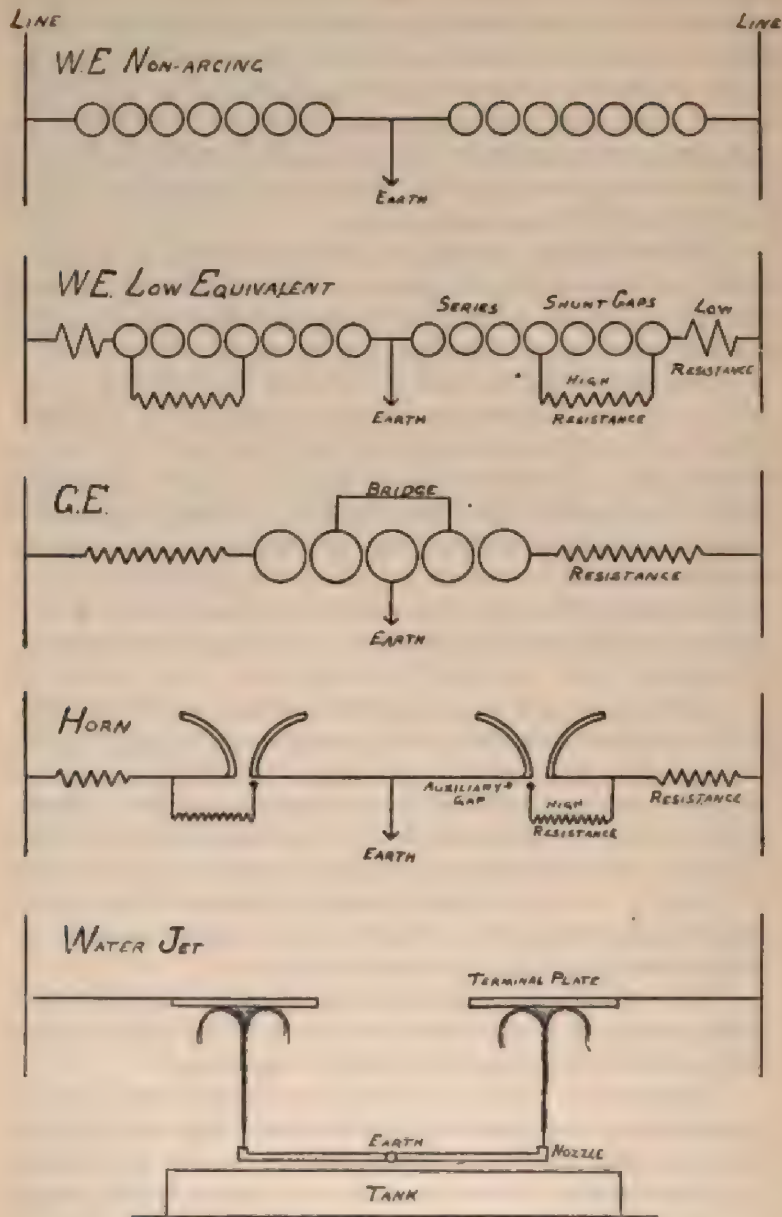 LINE LINE
W.E NON-ARCING
EARTH
W.E. LOW EQUIVALENT
SERIES SHUNT GAPS LOW
RESISTANCE
HIGH
RESISTANCE
EARTH
G.E.
BRIDGE
RESISTANCE
EARTH
HORN
AUXILIARY
GAP
HIGH
RESISTANCE
RESISTANCE
EARTH
WATER JET
TERMINAL PLATE
EARTH
NOZZLE
TANK